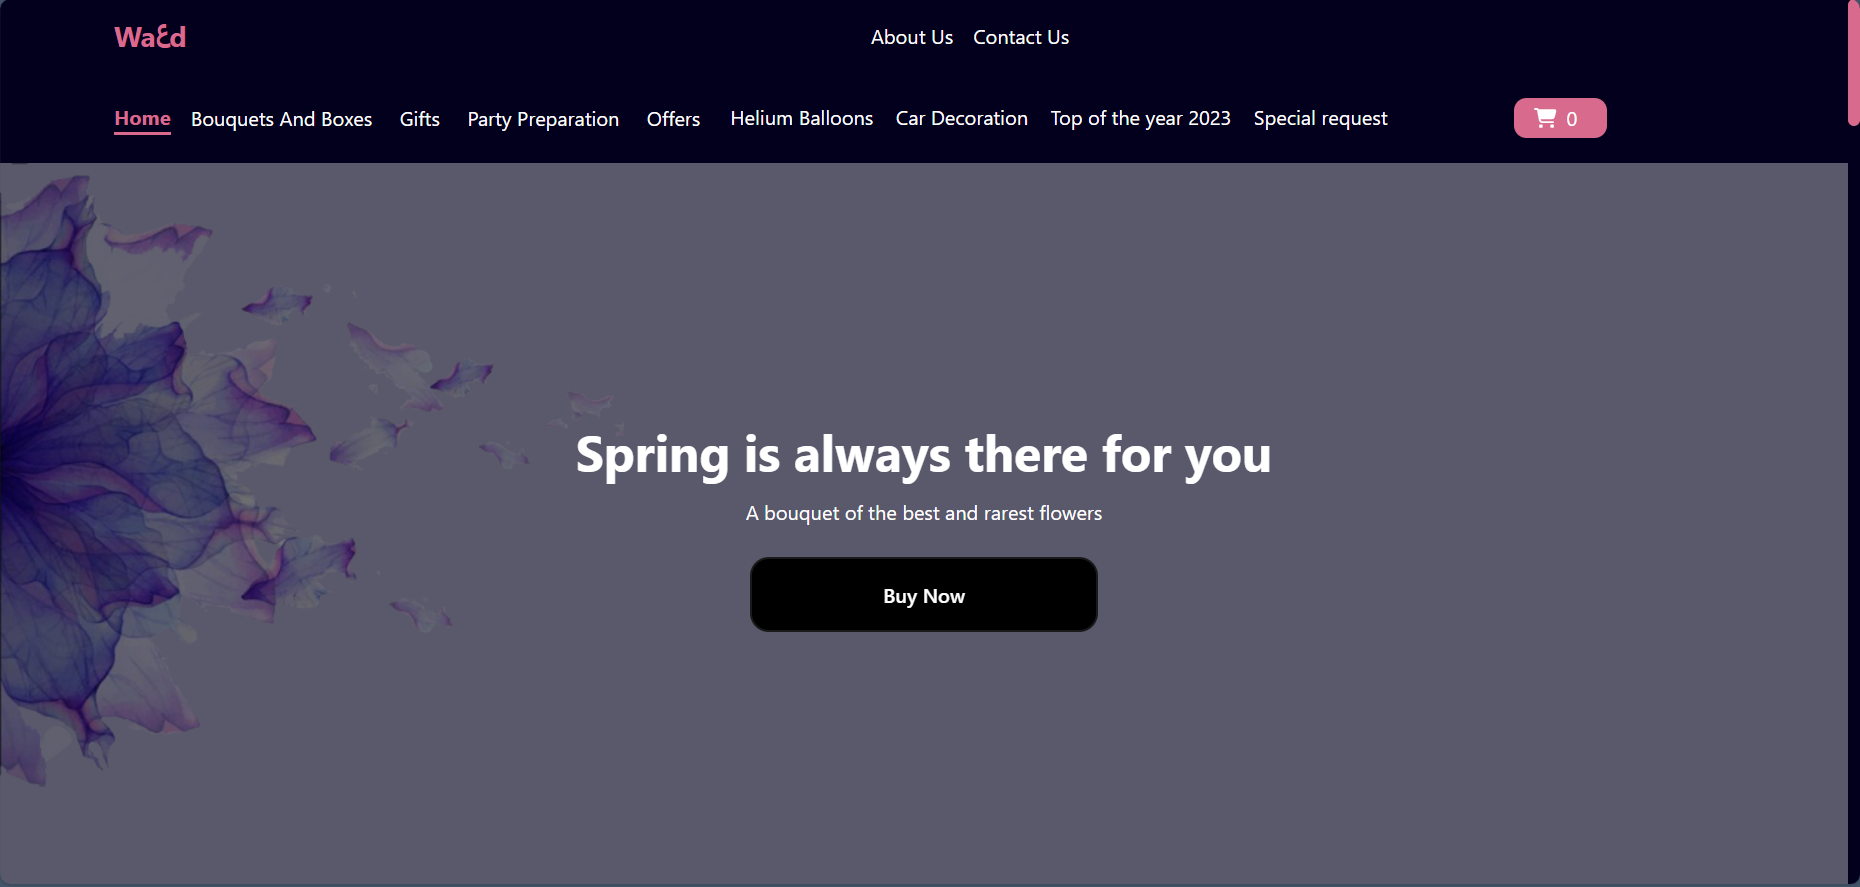 Waعd
About Us Contact Us
Home Bouquets And Boxes Gifts Party Preparation Offers Helium Balloons Car Decoration Top of the year 2023 Special request 0
Spring is always there for you
A bouquet of the best and rarest flowers
Buy Now